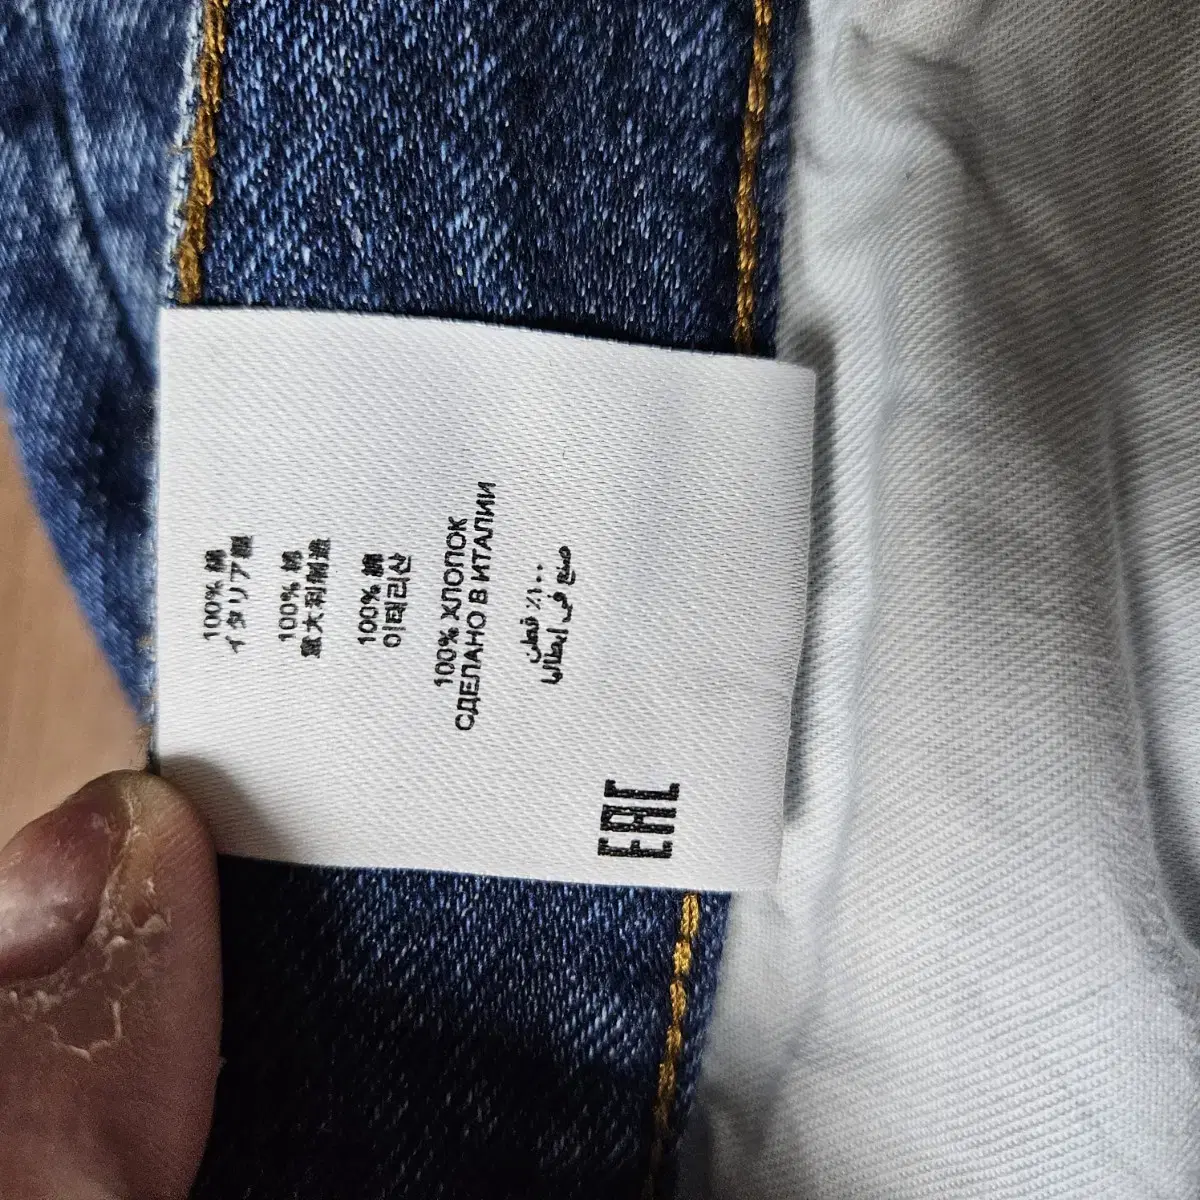 100% 綿
イタリア製
100% 棉
意大利制造
100% 綿
이태리산
100% ХЛОПОК
СДЕЛАНО В ИТАЛИИ
١٠٠٪ قطن
صنع في ايطاليا
EAC